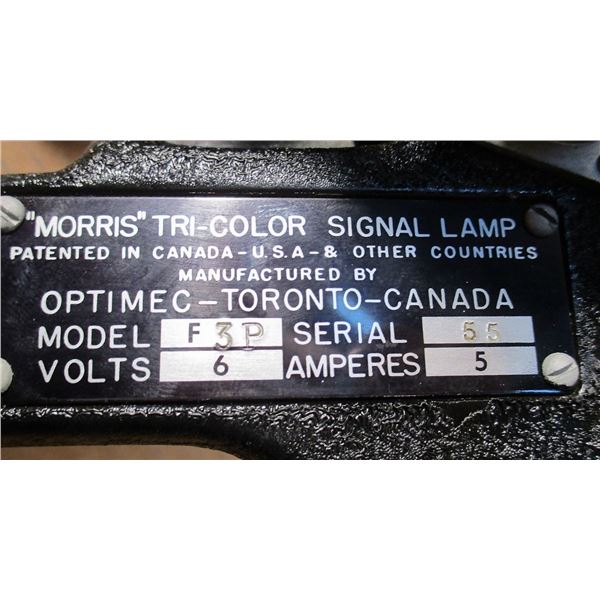 "MORRIS" TRI-COLOR SIGNAL LAMP
PATENTED IN CANADA-U.S.A-& OTHER COUNTRIES
MANUFACTURED BY
OPTIMEC-TORONTO-CANADA
MODEL F 3P SERIAL 55
VOLTS 6 AMPERES 5